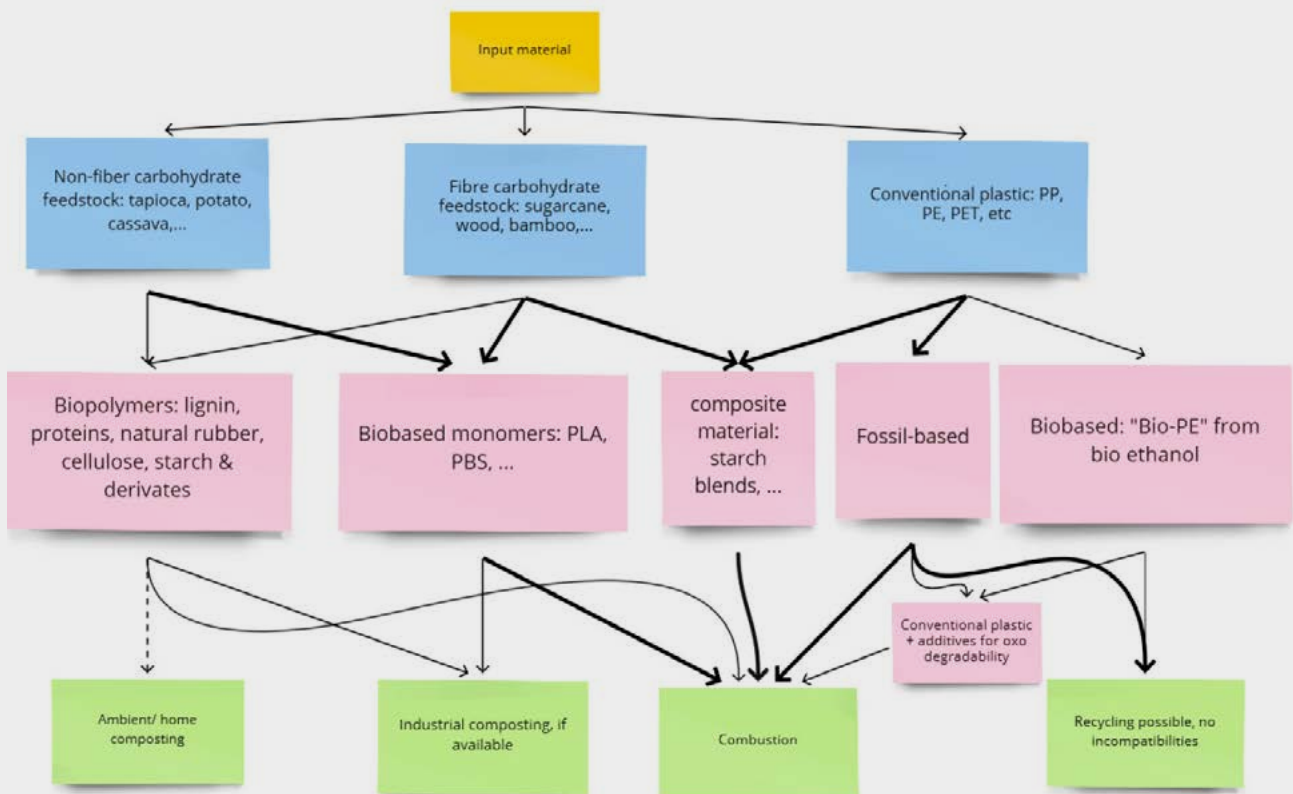 Input material
Non-fiber carbohydrate
feedstock: tapioca, potato,
cassava,...
Fibre carbohydrate
feedstock: sugarcane,
wood, bamboo,...
Conventional plastic: PP,
PE, PET, etc
Biopolymers: lignin,
proteins, natural rubber,
cellulose, starch &
derivates
Biobased monomers: PLA,
PBS, ...
composite
material:
starch
blends, ...
Fossil-based
Biobased: "Bio-PE" from
bio ethanol
Conventional plastic
+ additives for oxo
degradability
Ambient/ home
composting
Industrial composting, if
available
Combustion
Recycling possible, no
incompatibilities